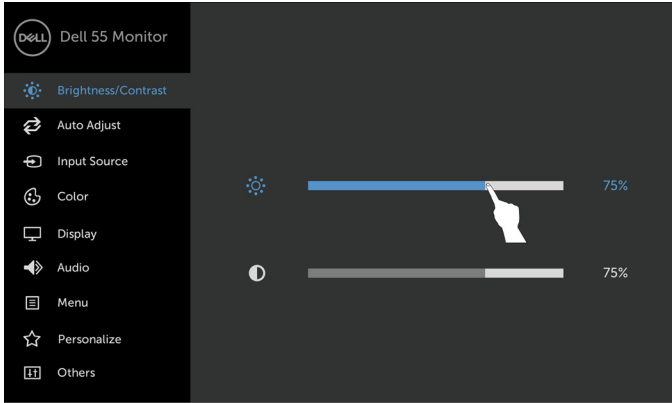 DELL
Dell 55 Monitor
Brightness/Contrast
Auto Adjust
Input Source
Color
Display
Audio
Menu
Personalize
Others
75%
75%